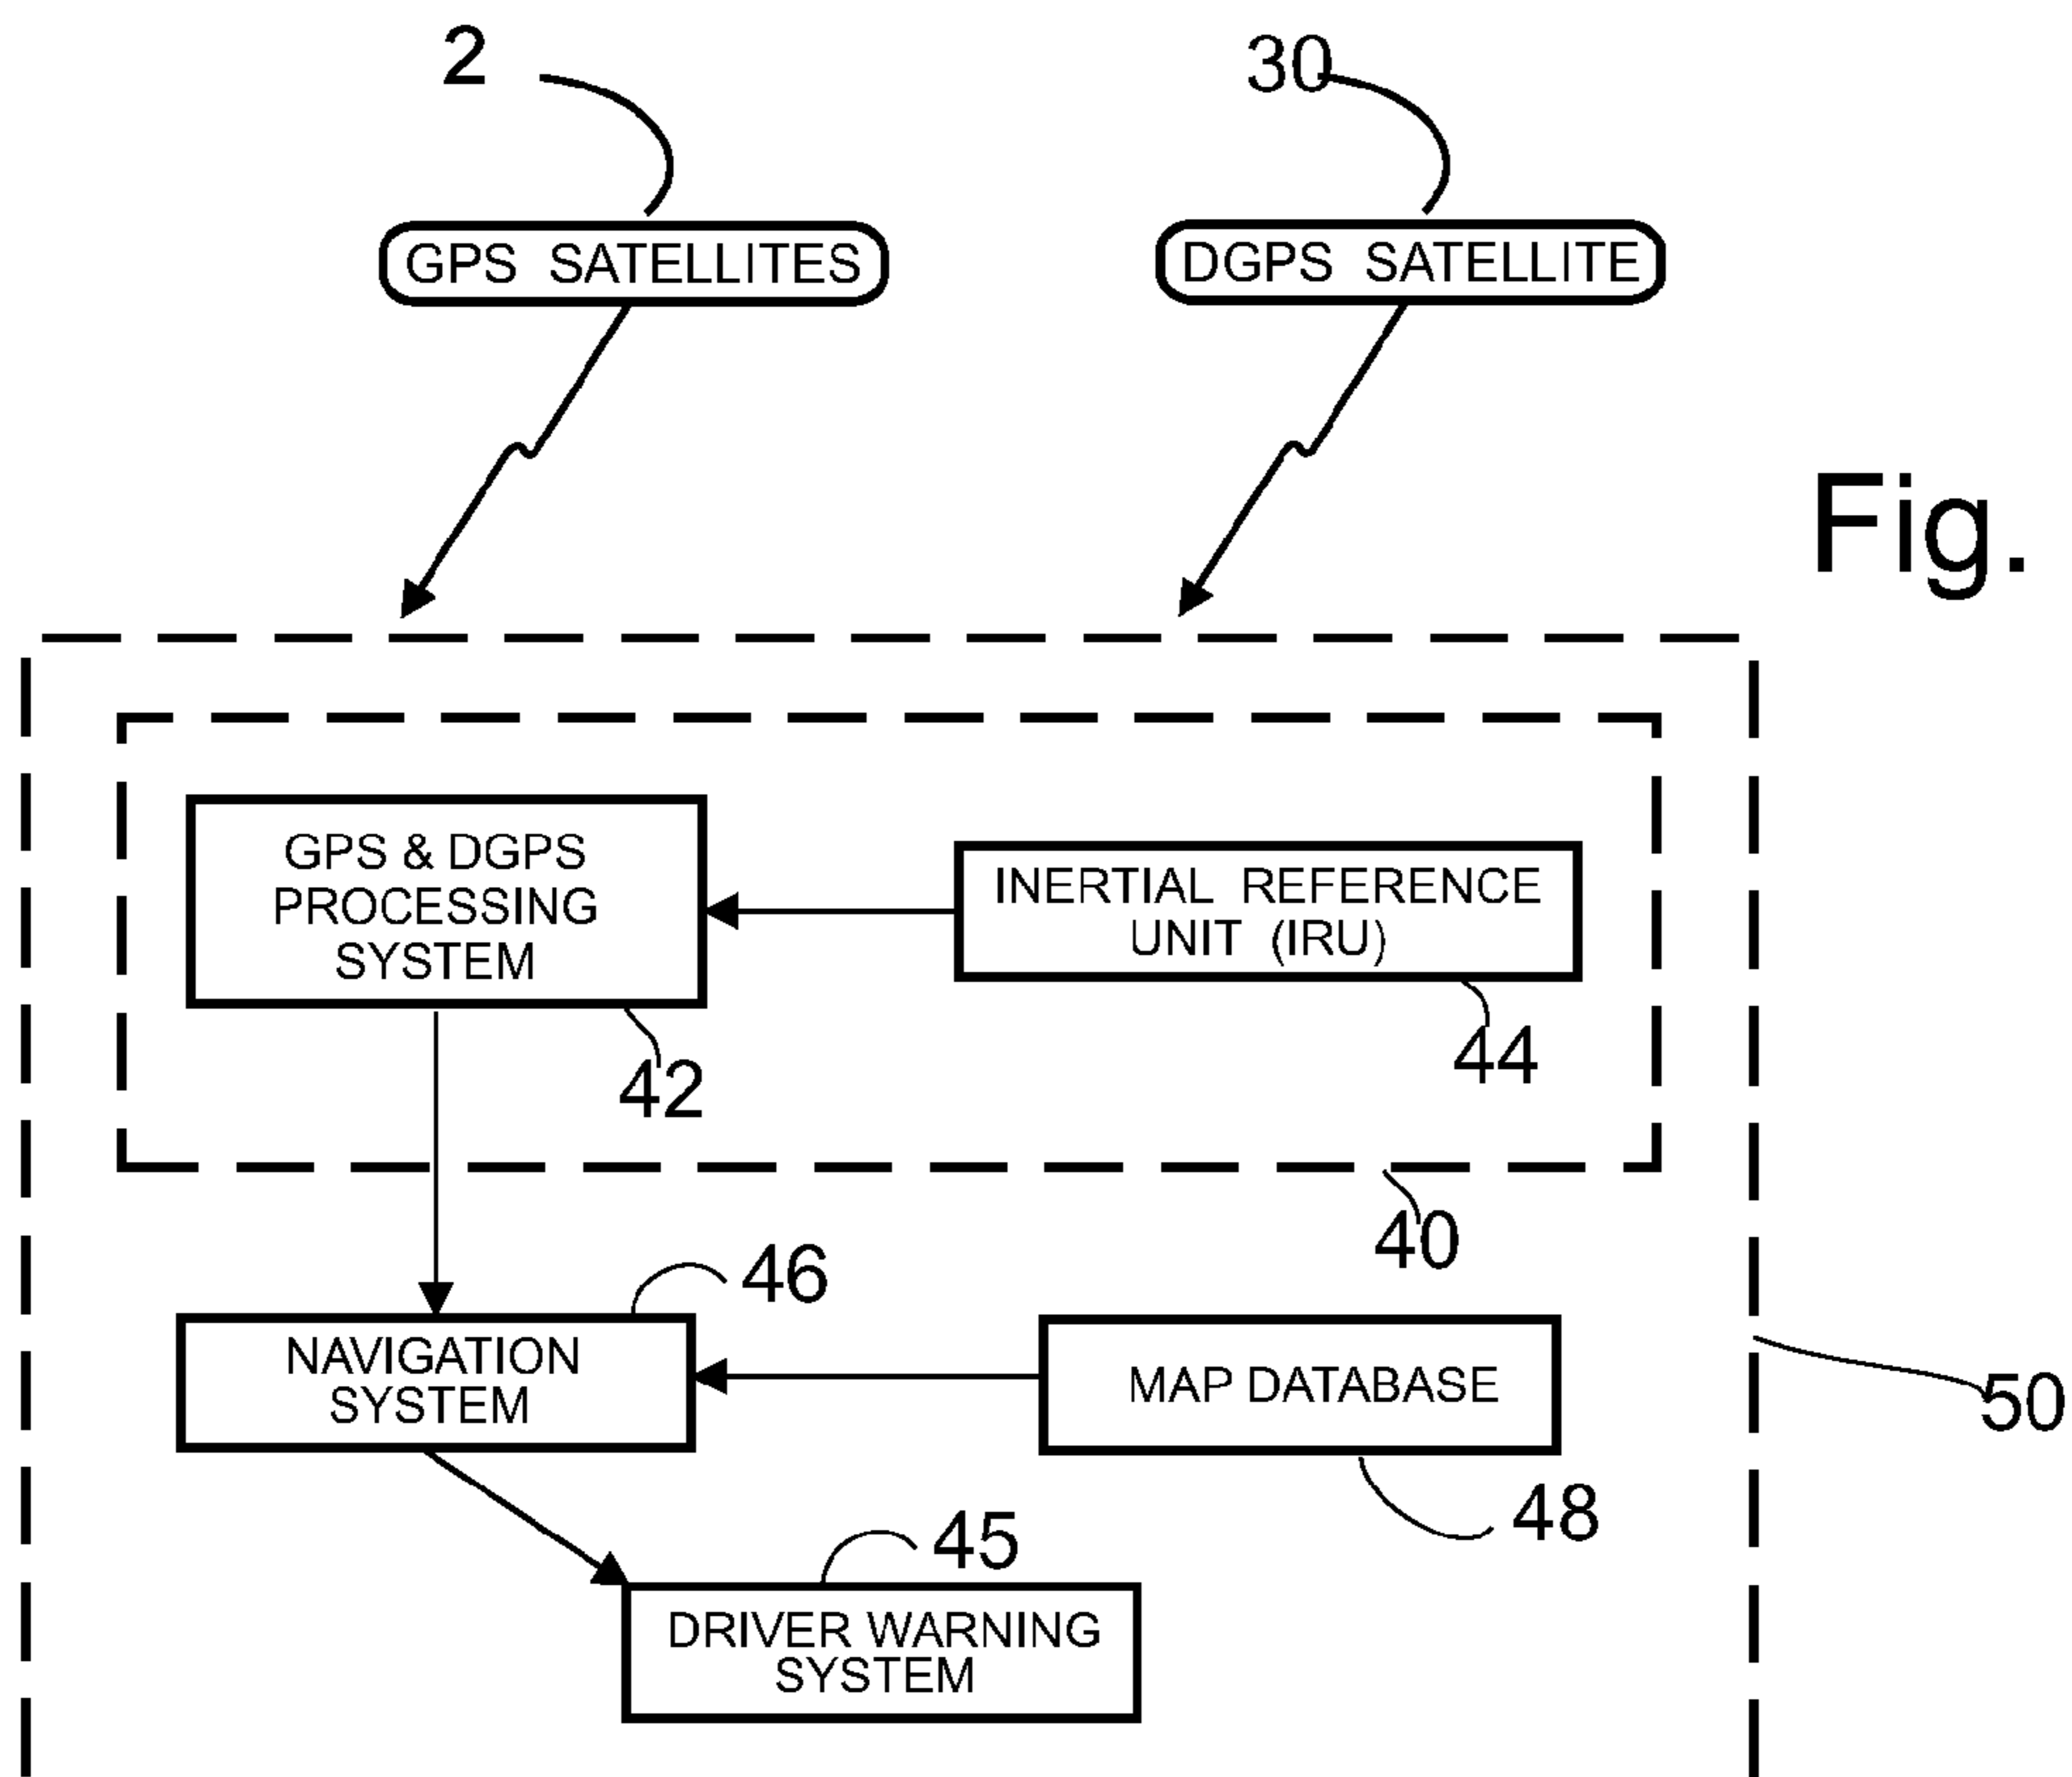 2
30
GPS SATELLITES
DGPS SATELLITE
Fig.
GPS & DGPS
PROCESSING
SYSTEM
INERTIAL REFERENCE
UNIT (IRU)
42
44
40
46
NAVIGATION
SYSTEM
MAP DATABASE
50
48
45
DRIVER WARNING
SYSTEM